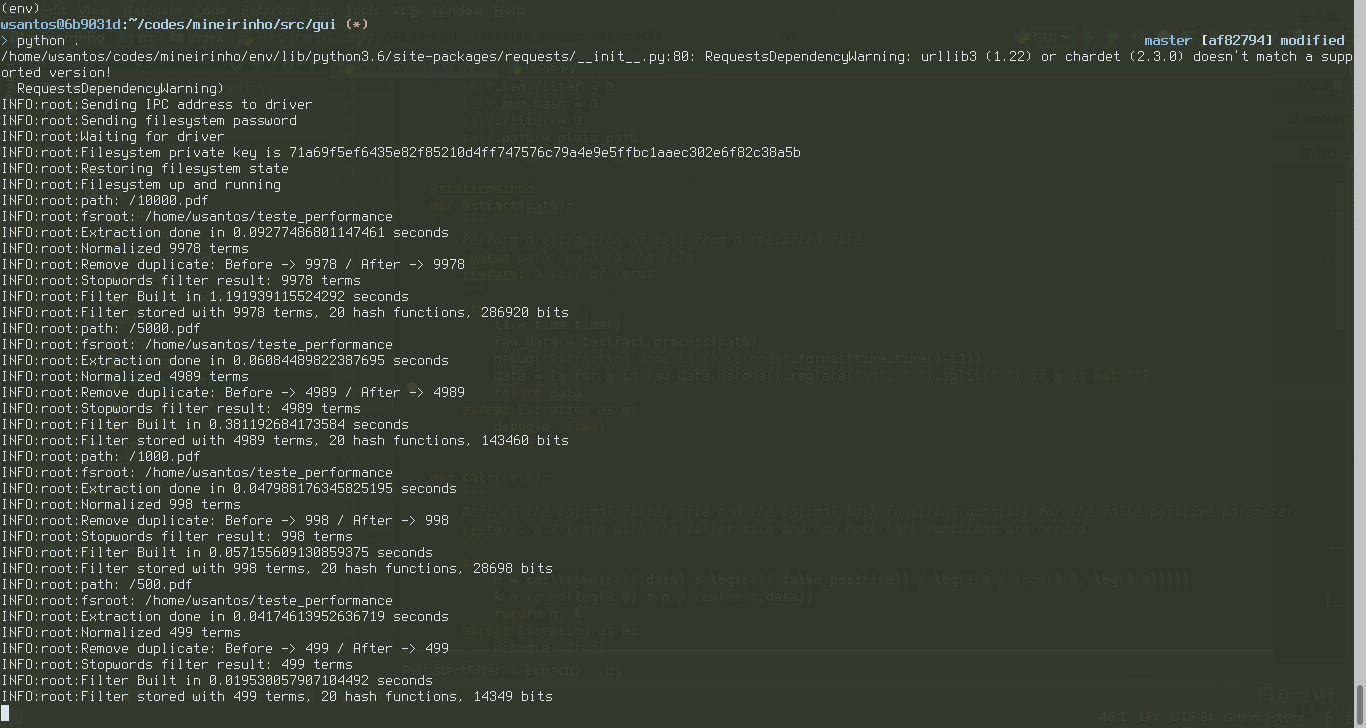 (env)
wsantos@6b9031d:~/codes/mineirinho/src/gui (*)
> python . master [af82794] modified
/home/wsantos/codes/mineirinho/env/lib/python3.6/site-packages/requests/__init__.py:80: RequestsDependencyWarning: urllib3 (1.22) or chardet (2.3.0) doesn't match a supp
orted version!
RequestsDependencyWarning)
INFO:root:Sending IPC address to driver
INFO:root:Sending filesystem password
INFO:root:Waiting for driver
INFO:root:Filesystem private key is 71a69f5ef6435e82f85210d4ff747576c79a4e9e5ffbc1aaec302e6f82c38a5b
INFO:root:Restoring filesystem state
INFO:root:Filesystem up and running
INFO:root:path: /10000.pdf
INFO:root:fsroot: /home/wsantos/teste_performance
INFO:root:Extraction done in 0.09277486801147461 seconds
INFO:root:Normalized 9978 terms
INFO:root:Remove duplicate: Before -> 9978 / After -> 9978
INFO:root:Stopwords filter result: 9978 terms
INFO:root:Filter Built in 1.191939115524292 seconds
INFO:root:Filter stored with 9978 terms, 20 hash functions, 286920 bits
INFO:root:path: /5000.pdf
INFO:root:fsroot: /home/wsantos/teste_performance
INFO:root:Extraction done in 0.06084489822387695 seconds
INFO:root:Normalized 4989 terms
INFO:root:Remove duplicate: Before -> 4989 / After -> 4989
INFO:root:Stopwords filter result: 4989 terms
INFO:root:Filter Built in 0.381192684173584 seconds
INFO:root:Filter stored with 4989 terms, 20 hash functions, 143460 bits
INFO:root:path: /1000.pdf
INFO:root:fsroot: /home/wsantos/teste_performance
INFO:root:Extraction done in 0.047988176345825195 seconds
INFO:root:Normalized 998 terms
INFO:root:Remove duplicate: Before -> 998 / After -> 998
INFO:root:Stopwords filter result: 998 terms
INFO:root:Filter Built in 0.057155609130859375 seconds
INFO:root:Filter stored with 998 terms, 20 hash functions, 28698 bits
INFO:root:path: /500.pdf
INFO:root:fsroot: /home/wsantos/teste_performance
INFO:root:Extraction done in 0.04174613952636719 seconds
INFO:root:Normalized 499 terms
INFO:root:Remove duplicate: Before -> 499 / After -> 499
INFO:root:Stopwords filter result: 499 terms
INFO:root:Filter Built in 0.019530057907104492 seconds
INFO:root:Filter stored with 499 terms, 20 hash functions, 14349 bits